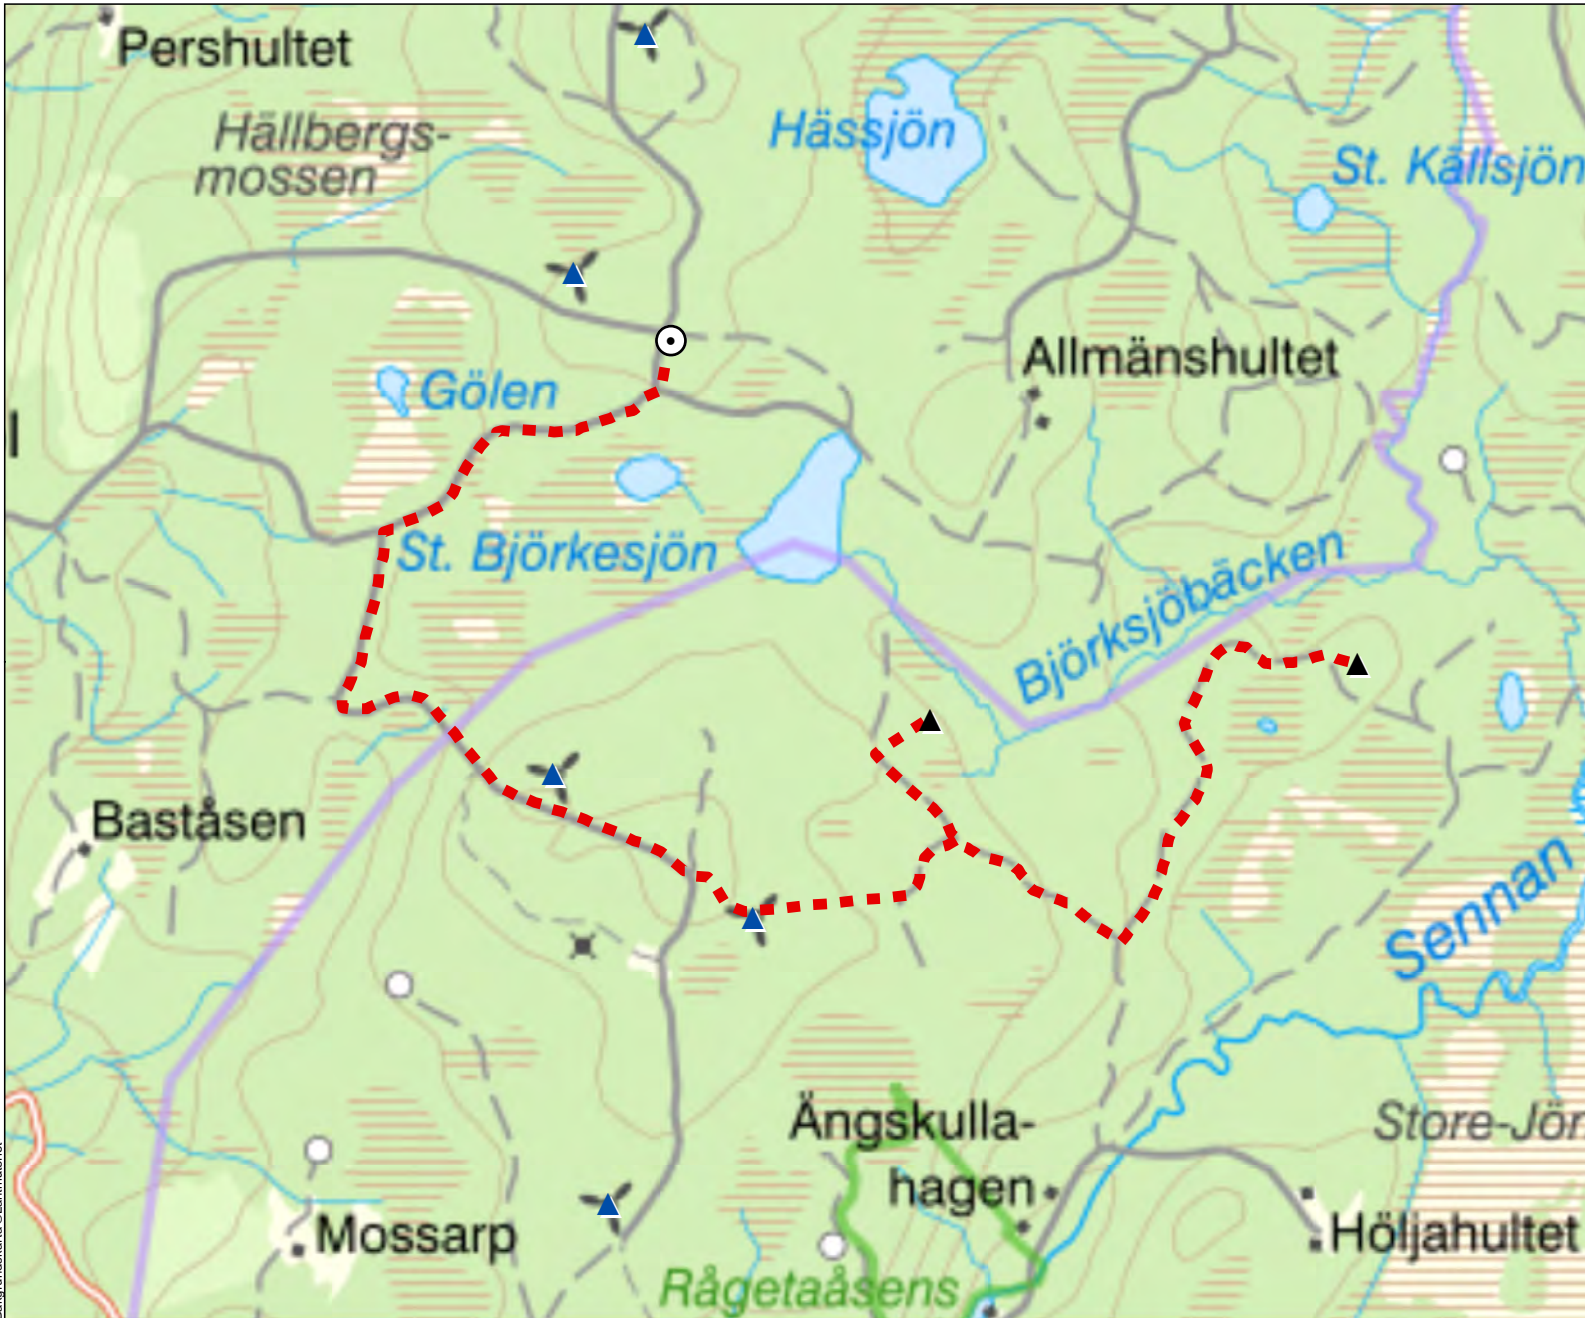 Pershultet
Hällbergs-
mossen
Hässjön
St. Källsjön
Allmänshultet
Gölen
l
St. Björkesjön
Björksjöbäcken
Baståsen
Sennan
Ängskulla-
hagen
Store-Jör
Mossarp
Höljahultet
Rågetaåsens